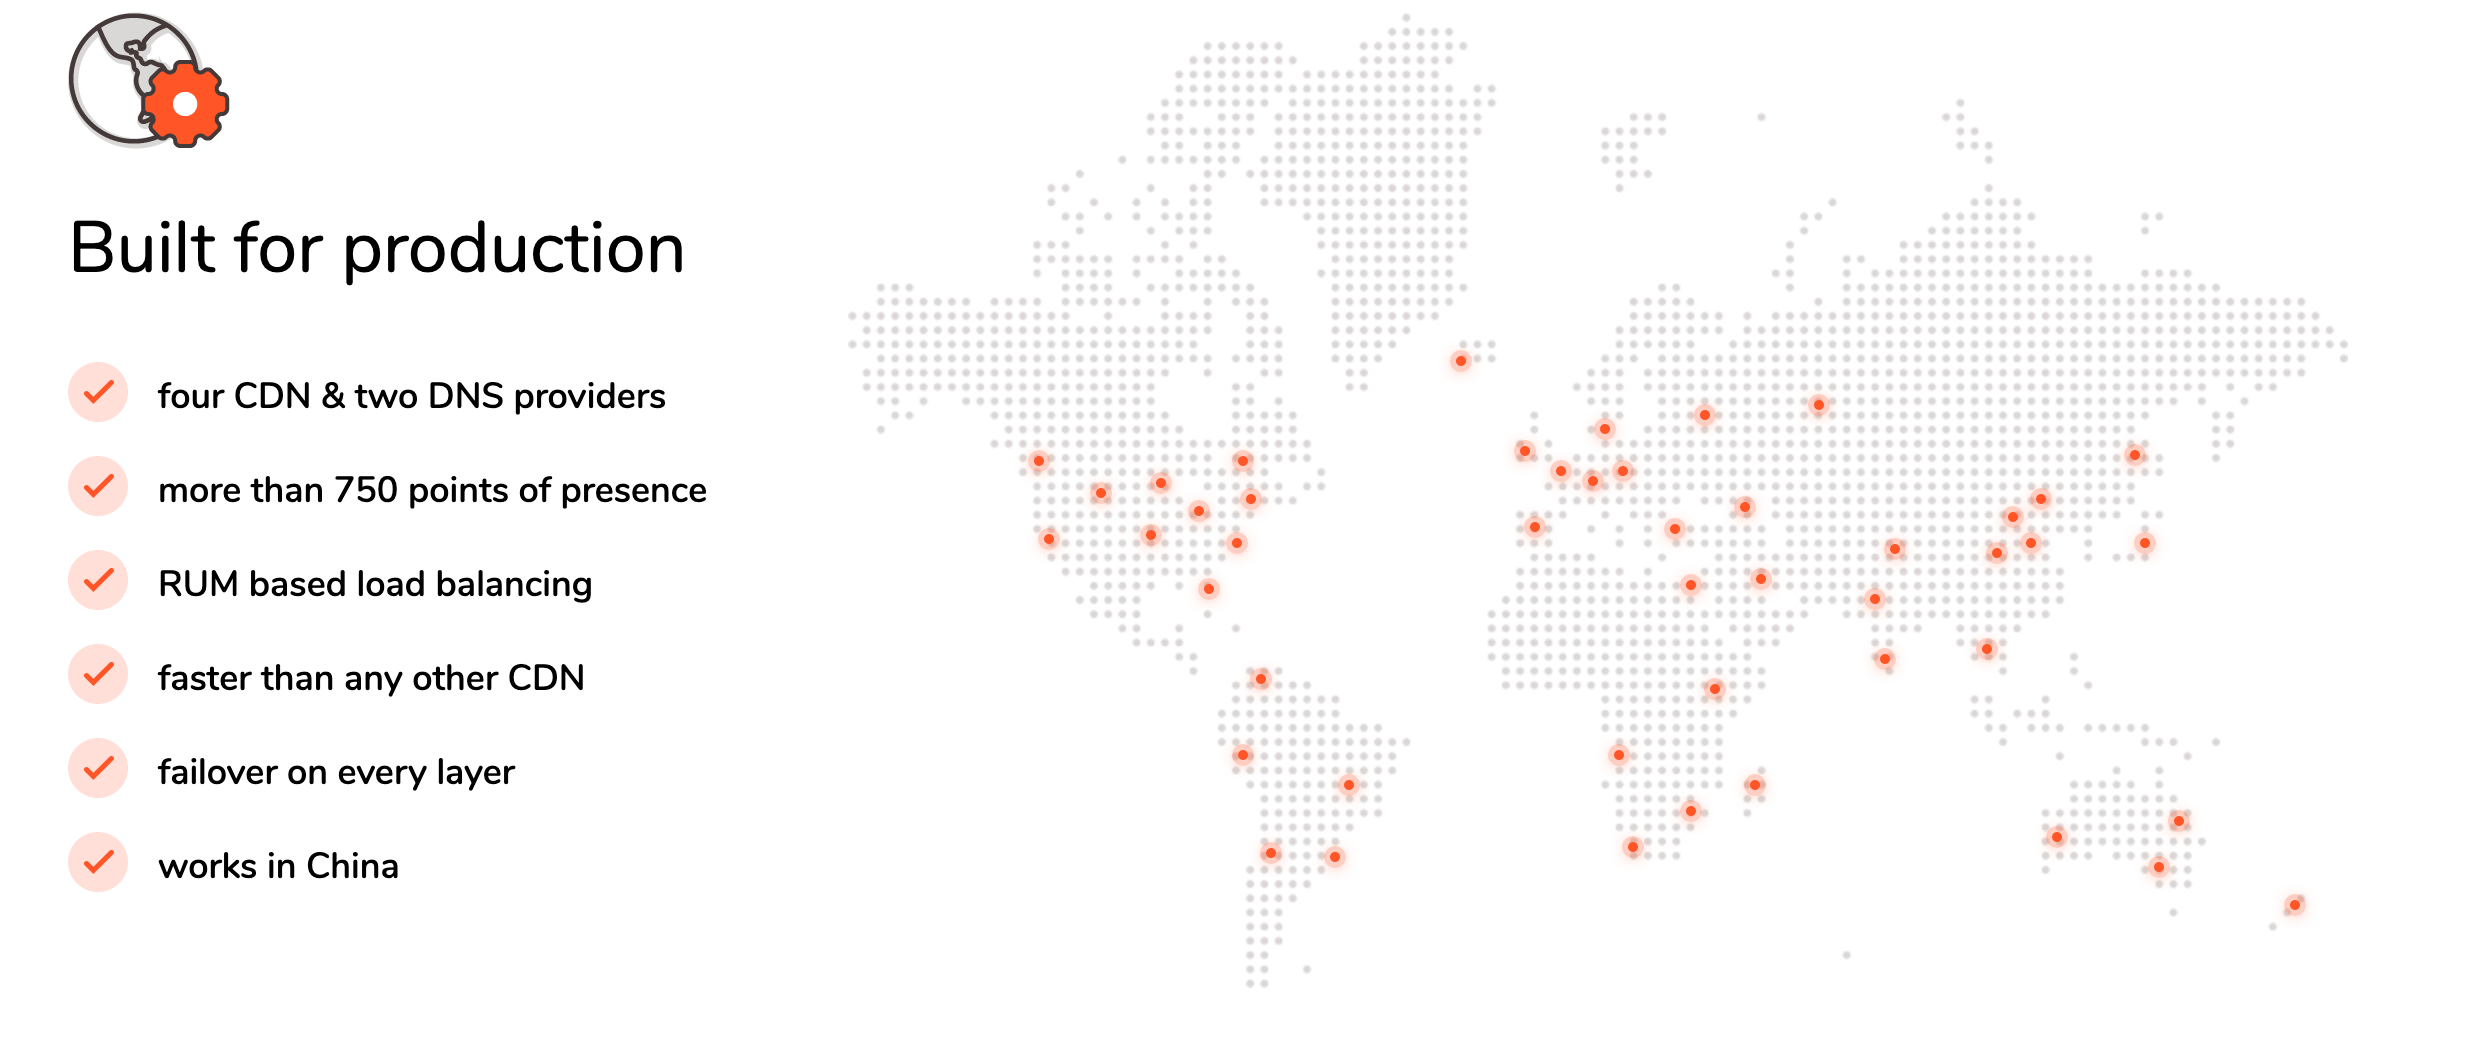 Built for production
four CDN & two DNS providers
more than 750 points of presence
RUM based load balancing
faster than any other CDN
failover on every layer
works in China